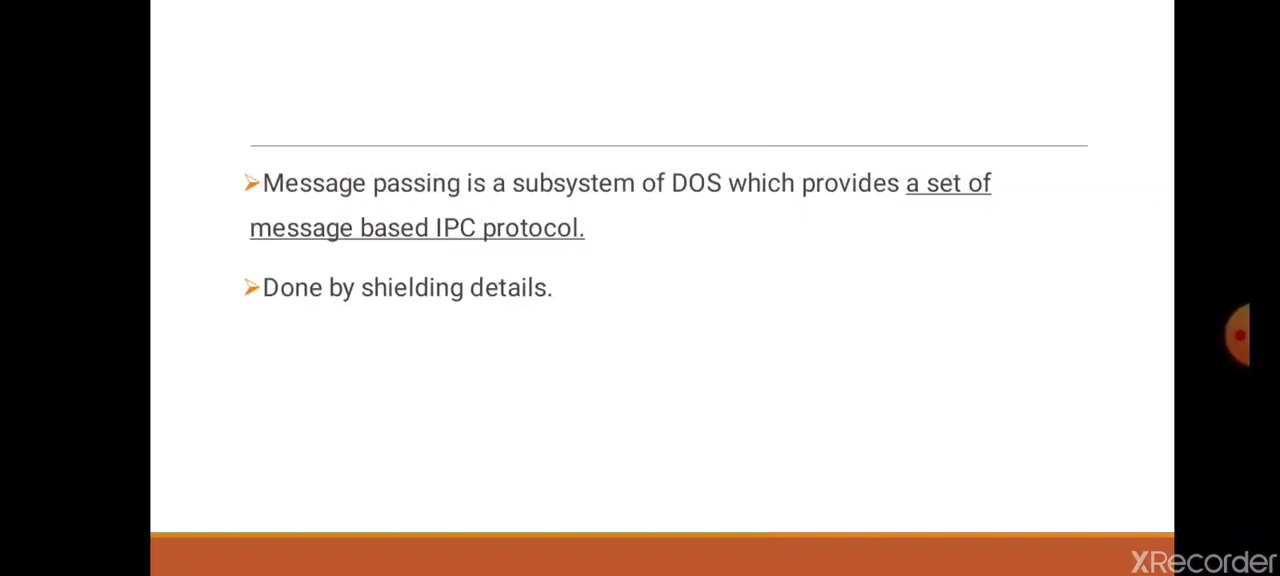 ➢Message passing is a subsystem of DOS which provides a set of
message based IPC protocol.
➢Done by shielding details.
XRecorder